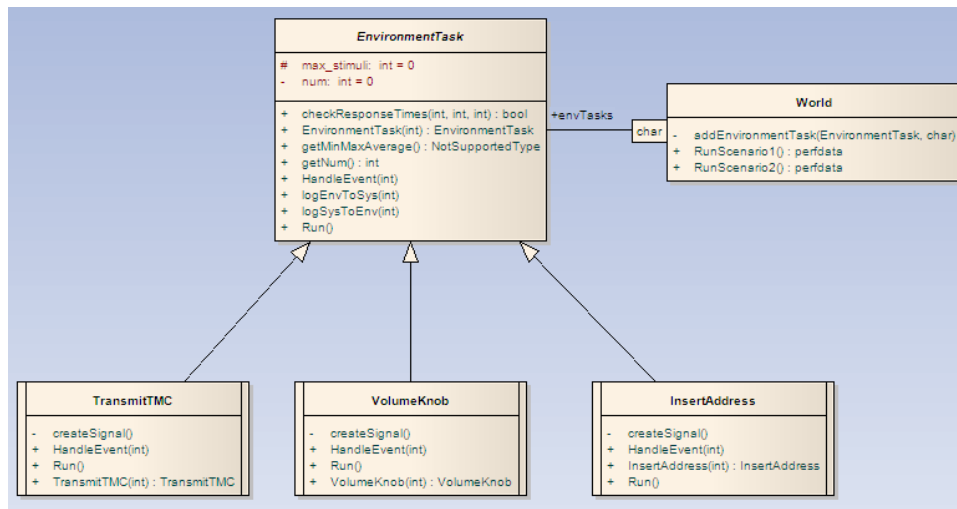 EnvironmentTask
# max_stimuli: int = 0
- num: int = 0
+ checkResponseTimes(int, int, int) : bool
+ EnvironmentTask(int) : EnvironmentTask
+ getMinMaxAverage() : NotSupportedType
+ getNum() : int
+ HandleEvent(int)
+ logEnvToSys(int)
+ logSysToEnv(int)
+ Run()
+envTasks
char
World
- addEnvironmentTask(EnvironmentTask, char)
+ RunScenario1() : perfdata
+ RunScenario2() : perfdata
TransmitTMC
- createSignal()
+ HandleEvent(int)
+ Run()
+ TransmitTMC(int) : TransmitTMC
VolumeKnob
- createSignal()
+ HandleEvent(int)
+ Run()
+ VolumeKnob(int) : VolumeKnob
InsertAddress
- createSignal()
+ HandleEvent(int)
+ InsertAddress(int) : InsertAddress
+ Run()